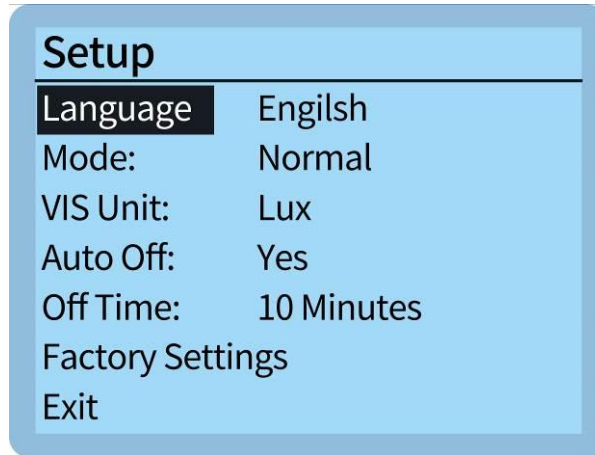 Setup
Language Engilsh
Mode: Normal
VIS Unit: Lux
Auto Off: Yes
Off Time: 10 Minutes
Factory Settings
Exit